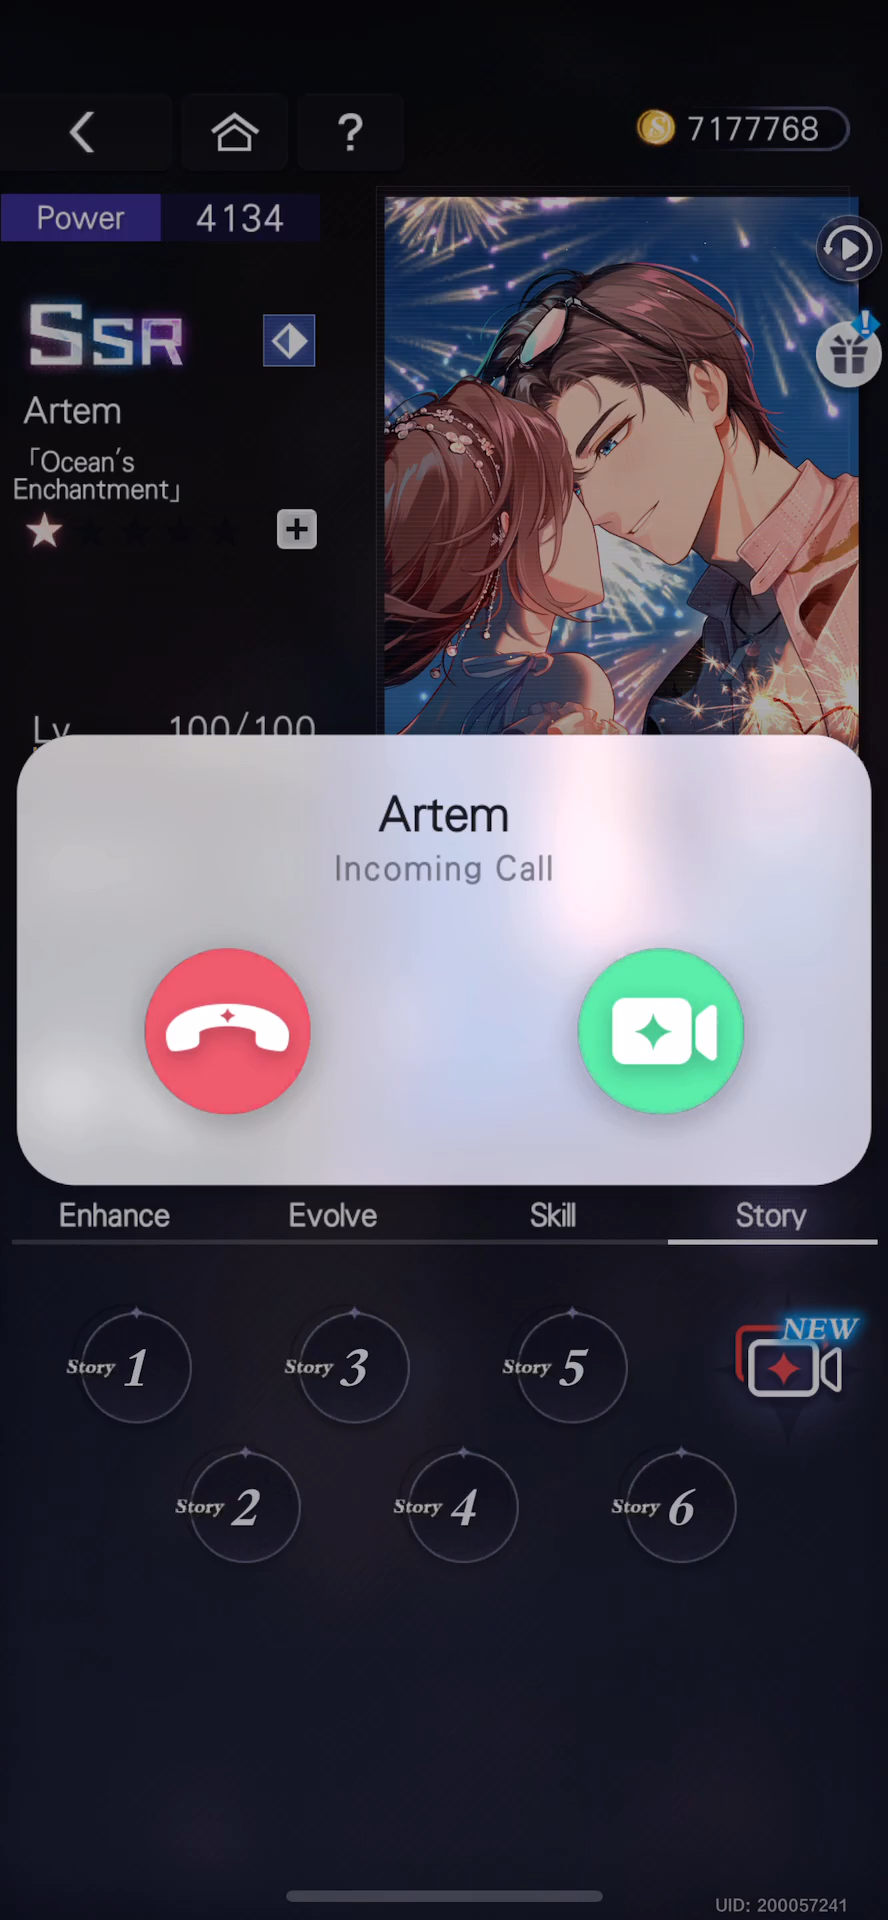 ?
7177768
Power 4134
SSR
Artem
「Ocean's
Enchantment」
Lv 100/100
Artem
Incoming Call
Enhance Evolve Skill Story
NEW
Story 1 Story 3 Story 5
Story 2 Story 4 Story 6
UID: 200057241